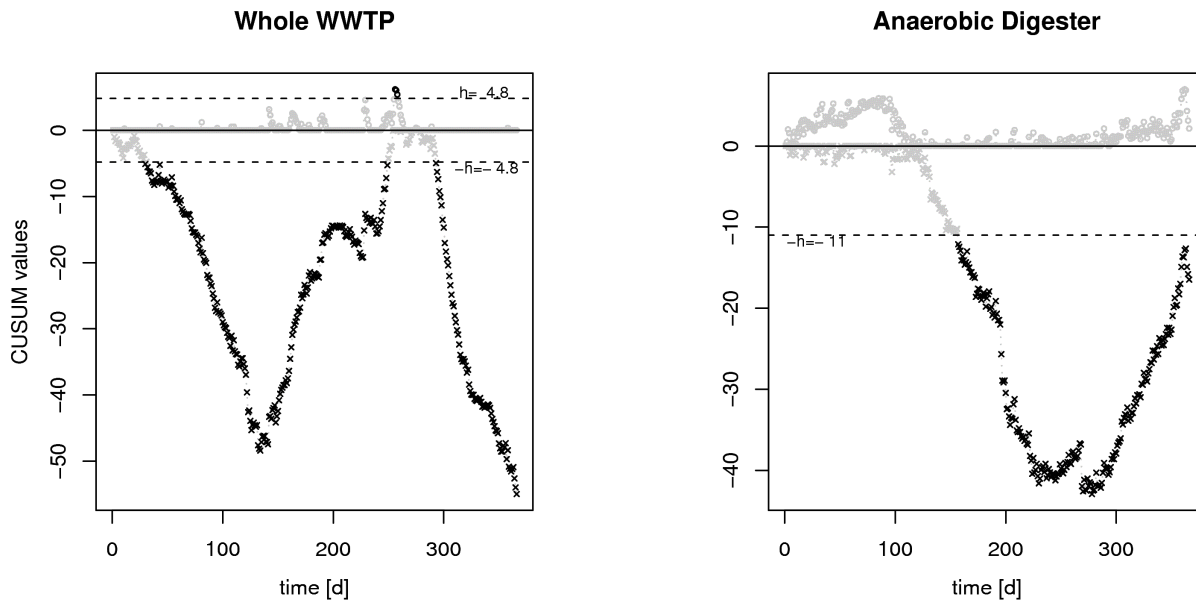 Whole WWTP
CUSUM values
0
−10
−20
−30
−40
−50
h= 4.8
−h=− 4.8
0 100 200 300
time [d]
Anaerobic Digester
0
−10
−20
−30
−40
−h=− 11
0 100 200 300
time [d]